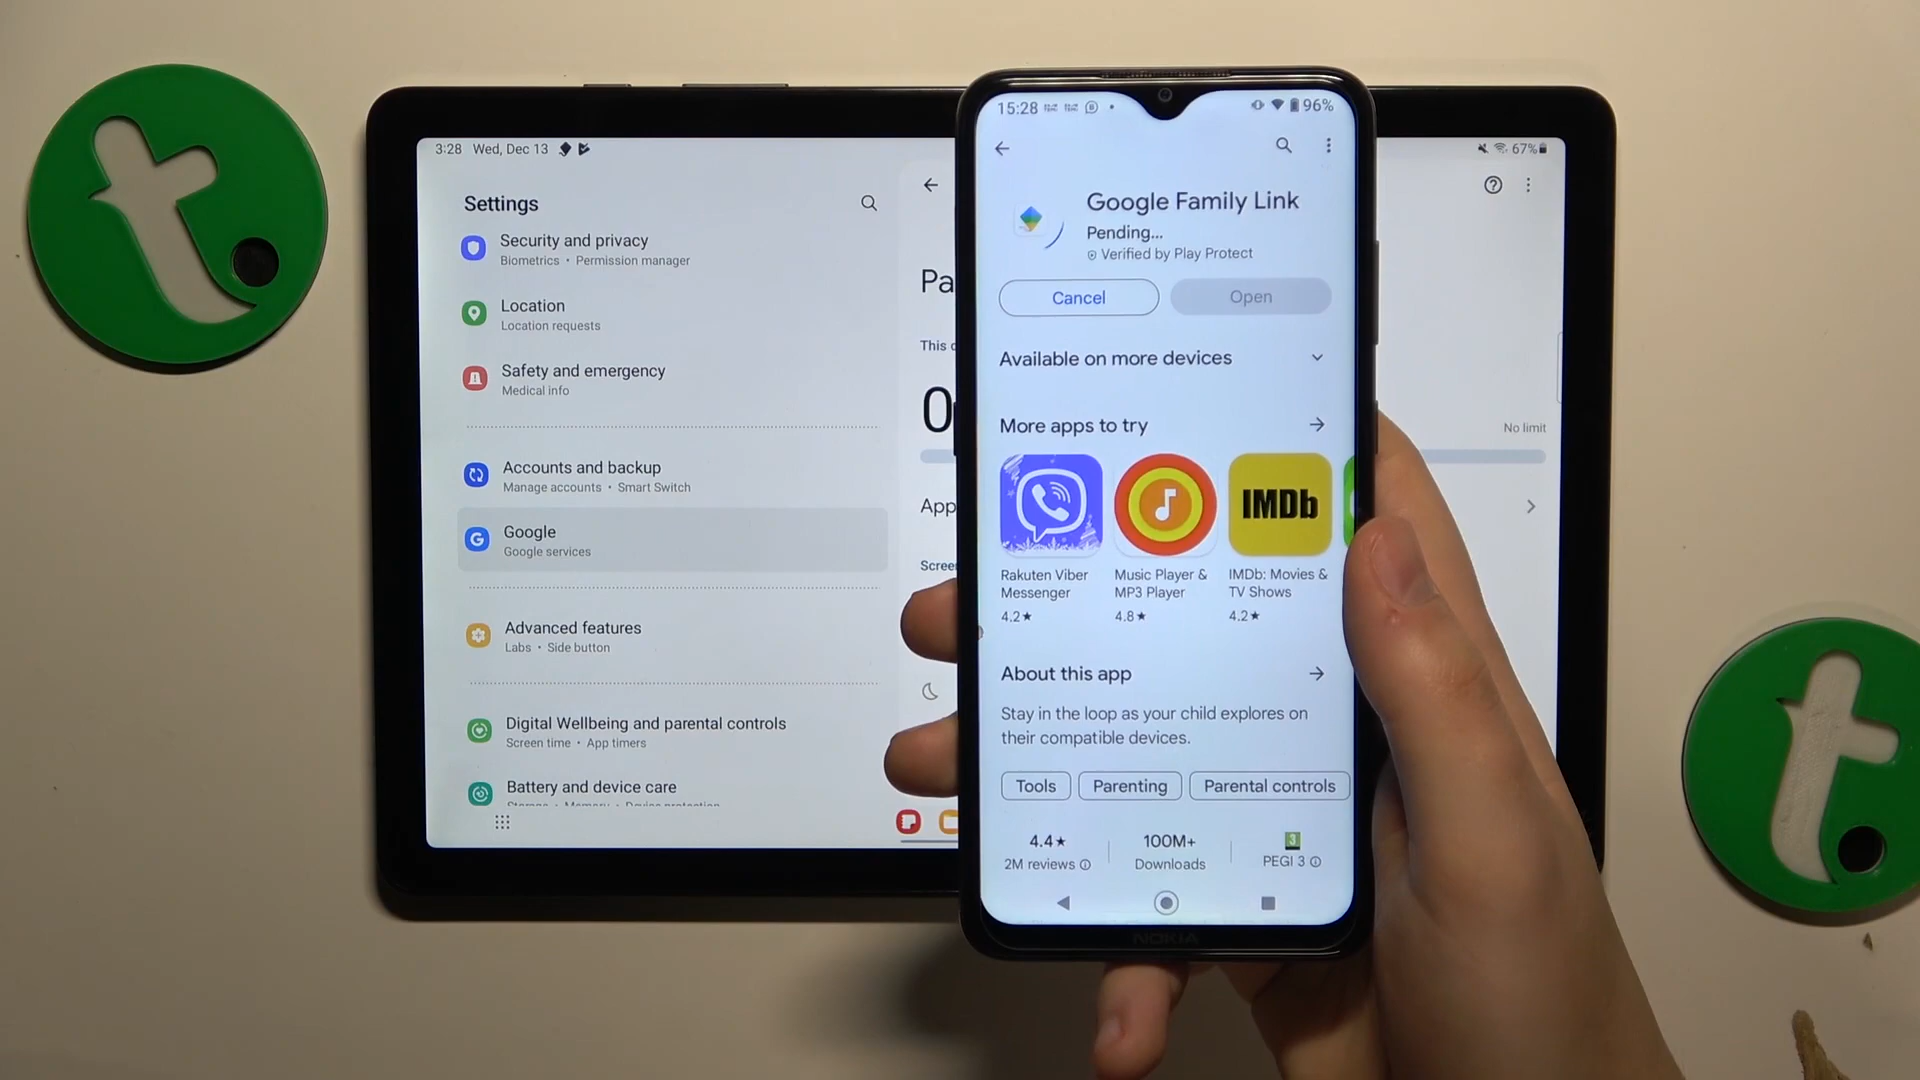 3:28 Wed, Dec 13
67%
Settings
Security and privacy
Biometrics • Permission manager
Location
Location requests
Safety and emergency
Medical info
Accounts and backup
Manage accounts • Smart Switch
Google
Google services
Advanced features
Labs • Side button
Digital Wellbeing and parental controls
Screen time • App timers
Battery and device care
Pa
This
0
No limit
App
Scree
15:28
96%
Google Family Link
Pending...
Verified by Play Protect
Cancel
Open
Available on more devices
More apps to try
IMDb
Rakuten Viber Messenger
4.2★
Music Player & MP3 Player
4.8★
IMDb: Movies & TV Shows
4.2★
About this app
Stay in the loop as your child explores on
their compatible devices.
Tools
Parenting
Parental controls
4.4★
2M reviews
100M+
Downloads
3
PEGI 3
NOKIA